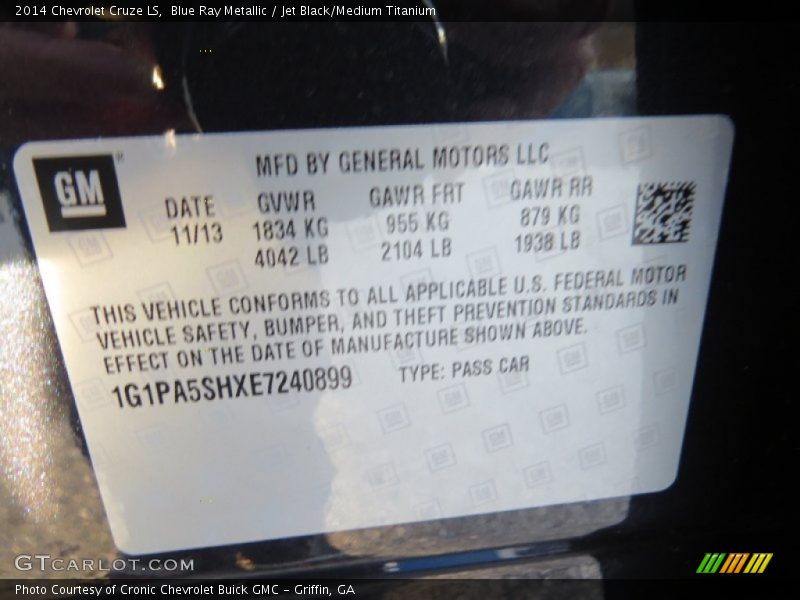 2014 Chevrolet Cruze LS, Blue Ray Metallic / Jet Black/Medium Titanium
GM
MFD BY GENERAL MOTORS LLC
DATE GVWR GAWR FRT GAWR RR
11/13 1834 KG 955 KG 879 KG
4042 LB 2104 LB 1938 LB
THIS VEHICLE CONFORMS TO ALL APPLICABLE U.S. FEDERAL MOTOR
VEHICLE SAFETY, BUMPER, AND THEFT PREVENTION STANDARDS IN
EFFECT ON THE DATE OF MANUFACTURE SHOWN ABOVE.
1G1PA5SHXE7240899 TYPE: PASS CAR
GTCARLOT.COM
Photo Courtesy of Cronic Chevrolet Buick GMC - Griffin, GA